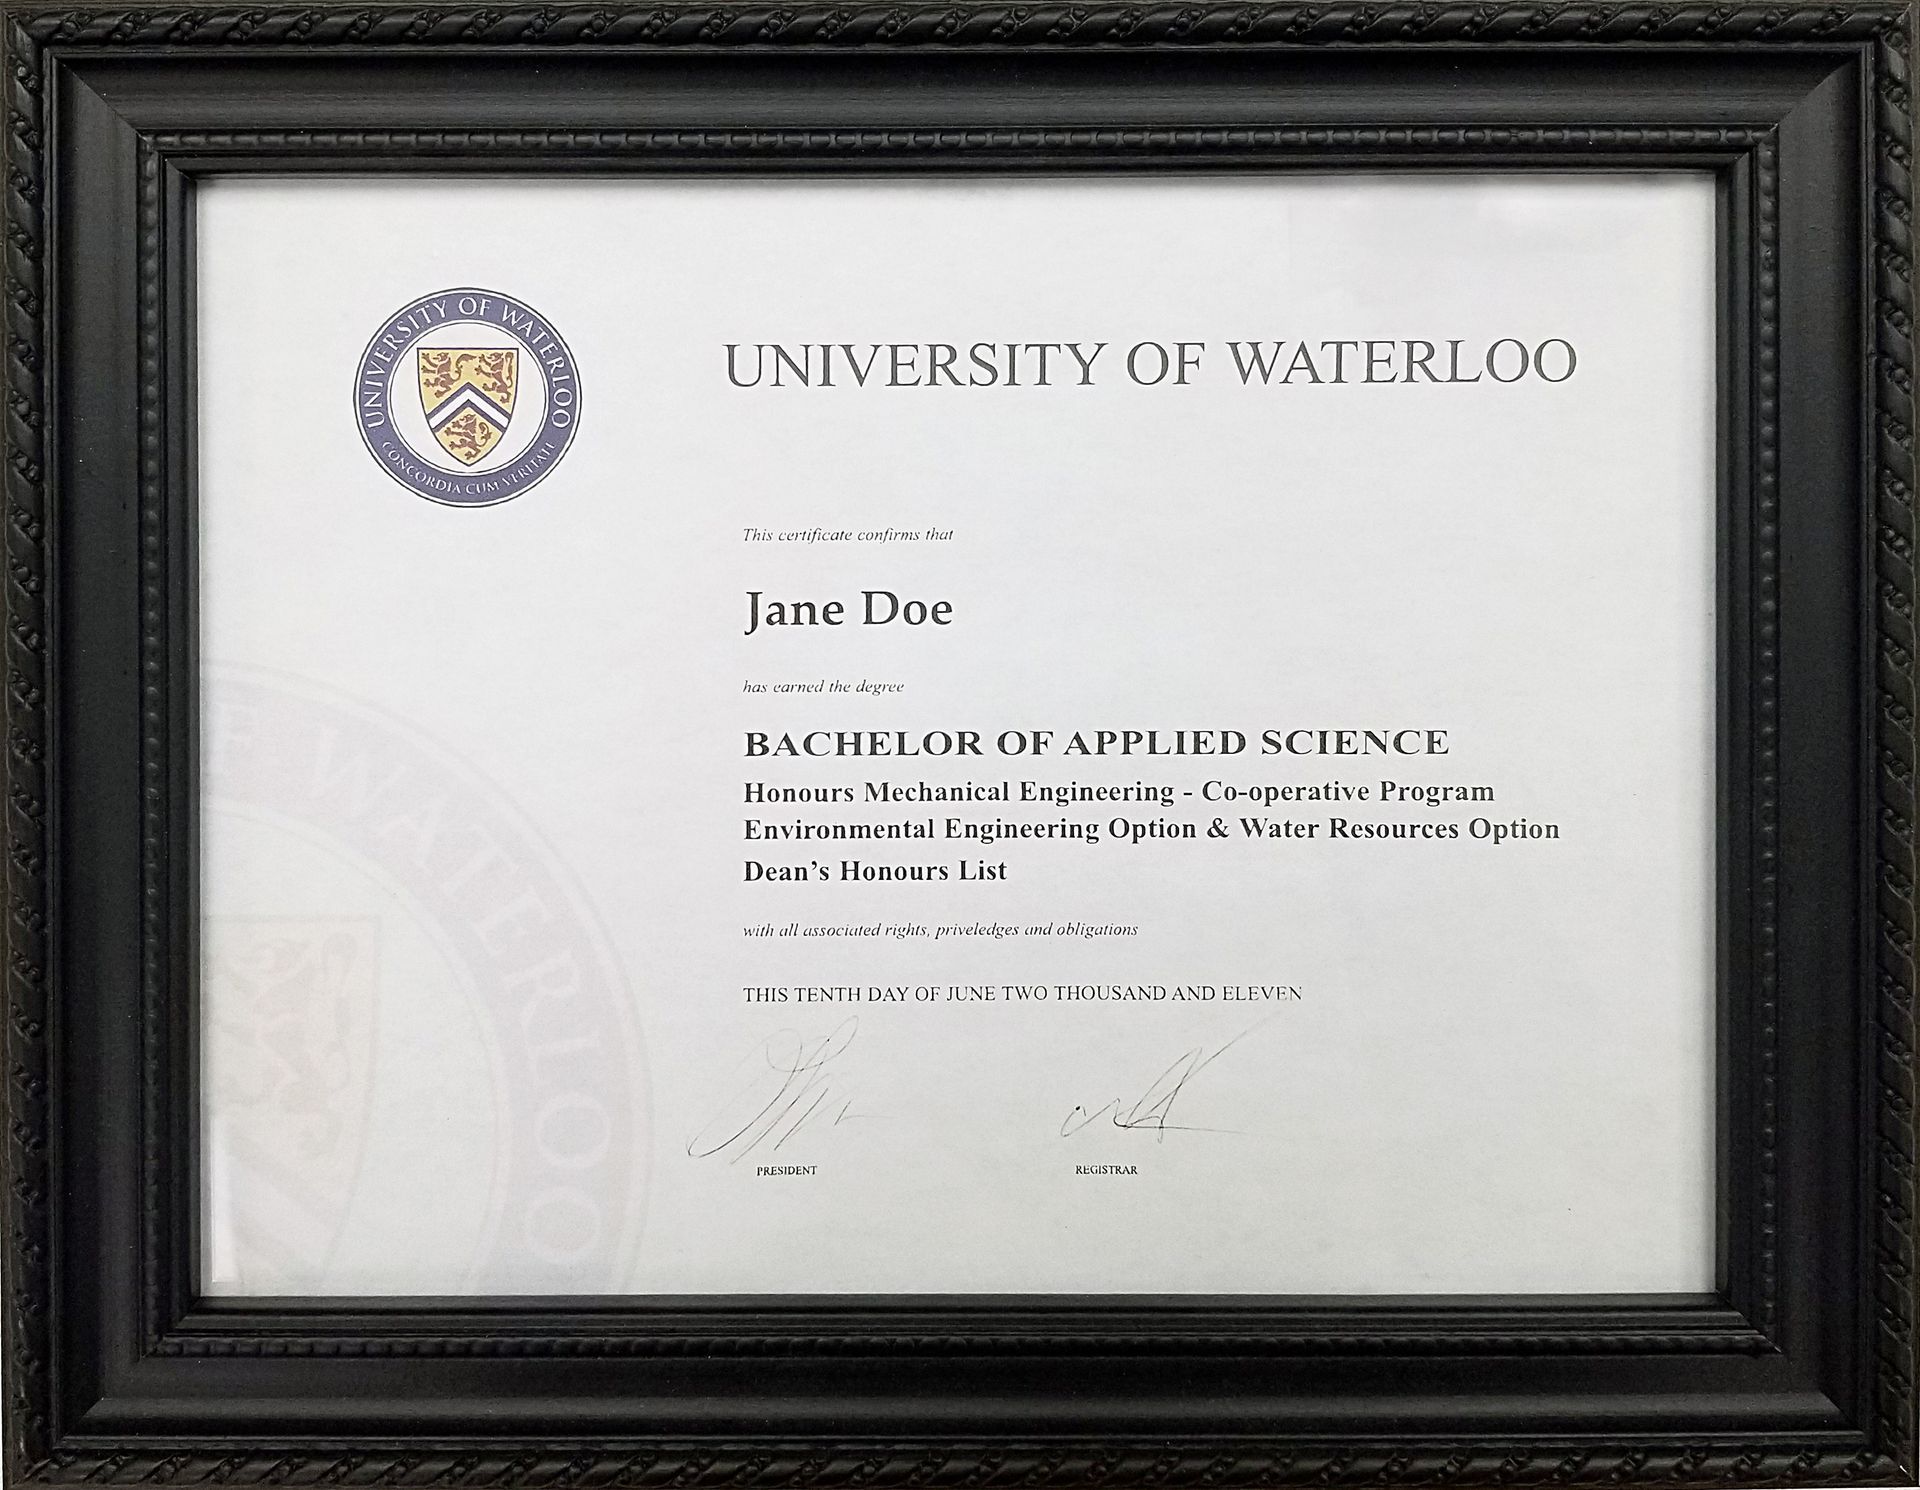 UNIVERSITY OF WATERLOO
CONCORDIA CUM VERITATE
UNIVERSITY OF WATERLOO
This certificate confirms that
Jane Doe
has earned the degree
BACHELOR OF APPLIED SCIENCE
Honours Mechanical Engineering - Co-operative Program
Environmental Engineering Option & Water Resources Option
Dean's Honours List
with all associated rights, priveledges and obligations
THIS TENTH DAY OF JUNE TWO THOUSAND AND ELEVEN
PRESIDENT
REGISTRAR
F WATERLOO